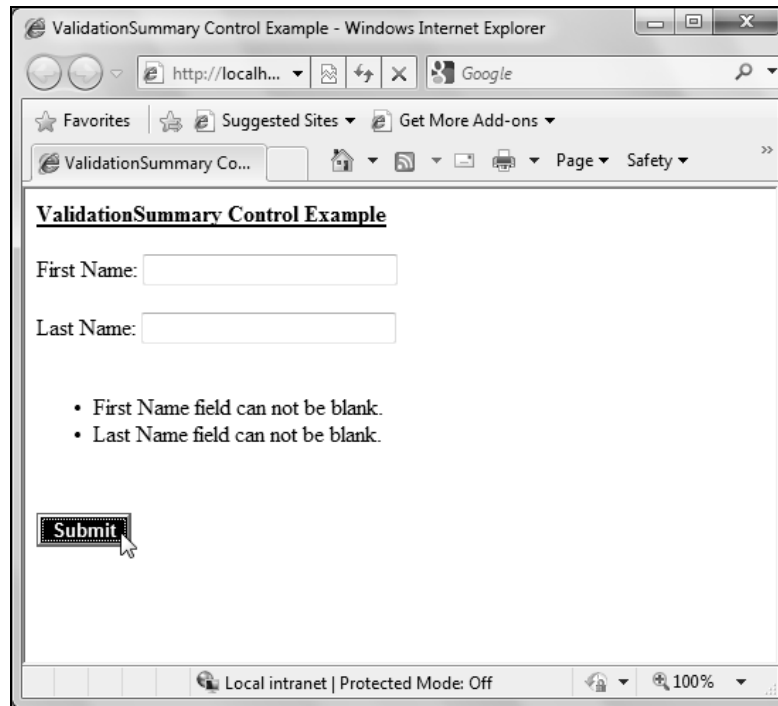 ValidationSummary Control Example - Windows Internet Explorer
http://localh... Google
Favorites Suggested Sites Get More Add-ons
ValidationSummary Co... Page Safety »
ValidationSummary Control Example
First Name:
Last Name:
• First Name field can not be blank.
• Last Name field can not be blank.
Submit
Local intranet | Protected Mode: Off 100%